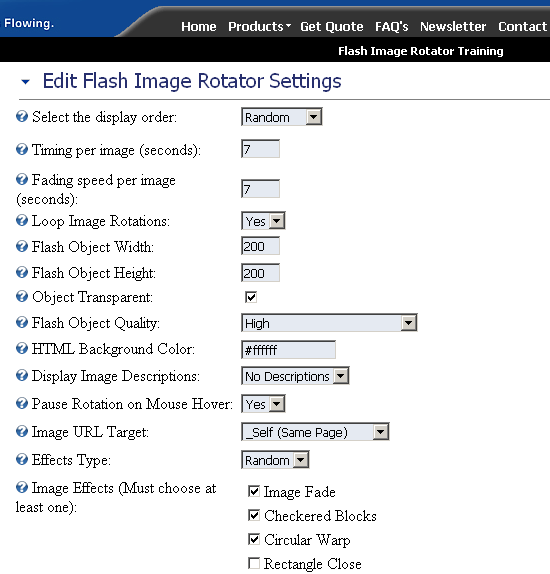 Flowing.
Home Products Get Quote FAQ's Newsletter Contact
Flash Image Rotator Training
Edit Flash Image Rotator Settings
Select the display order: Random
Timing per image (seconds): 7
Fading speed per image
(seconds): 7
Loop Image Rotations: Yes
Flash Object Width: 200
Flash Object Height: 200
Object Transparent:
Flash Object Quality: High
HTML Background Color: #ffffff
Display Image Descriptions: No Descriptions
Pause Rotation on Mouse Hover: Yes
Image URL Target: _Self (Same Page)
Effects Type: Random
Image Effects (Must choose at
least one):
Image Fade
Checkered Blocks
Circular Warp
Rectangle Close